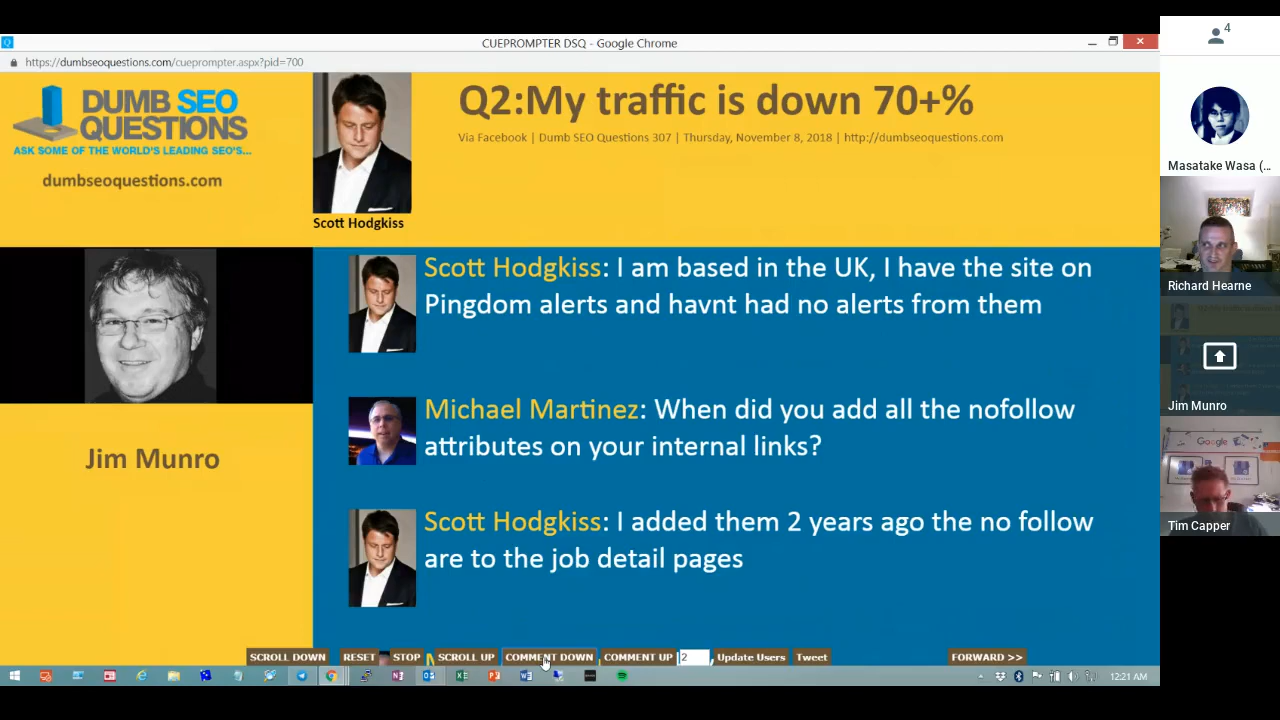 CUEPROMPTER DSQ - Google Chrome
https://dumbseoquestions.com/cueprompter.aspx?pid=700
DUMB SEO
QUESTIONS
ASK SOME OF THE WORLD'S LEADING SEO'S...
dumbseoquestions.com
Scott Hodgkiss
Q2:My traffic is down 70+%
Via Facebook | Dumb SEO Questions 307 | Thursday, November 8, 2018 | http://dumbseoquestions.com
Jim Munro
Scott Hodgkiss: I am based in the UK, I have the site on
Pingdom alerts and havnt had no alerts from them
Michael Martinez: When did you add all the nofollow
attributes on your internal links?
Scott Hodgkiss: I added them 2 years ago the no follow
are to the job detail pages
SCROLL DOWN RESET STOP SCROLL UP COMMENT DOWN COMMENT UP 2 Update Users Tweet FORWARD >>
12:21 AM
4
Masatake Wasa (...
Richard Hearne
Jim Munro
Google
Tim Capper